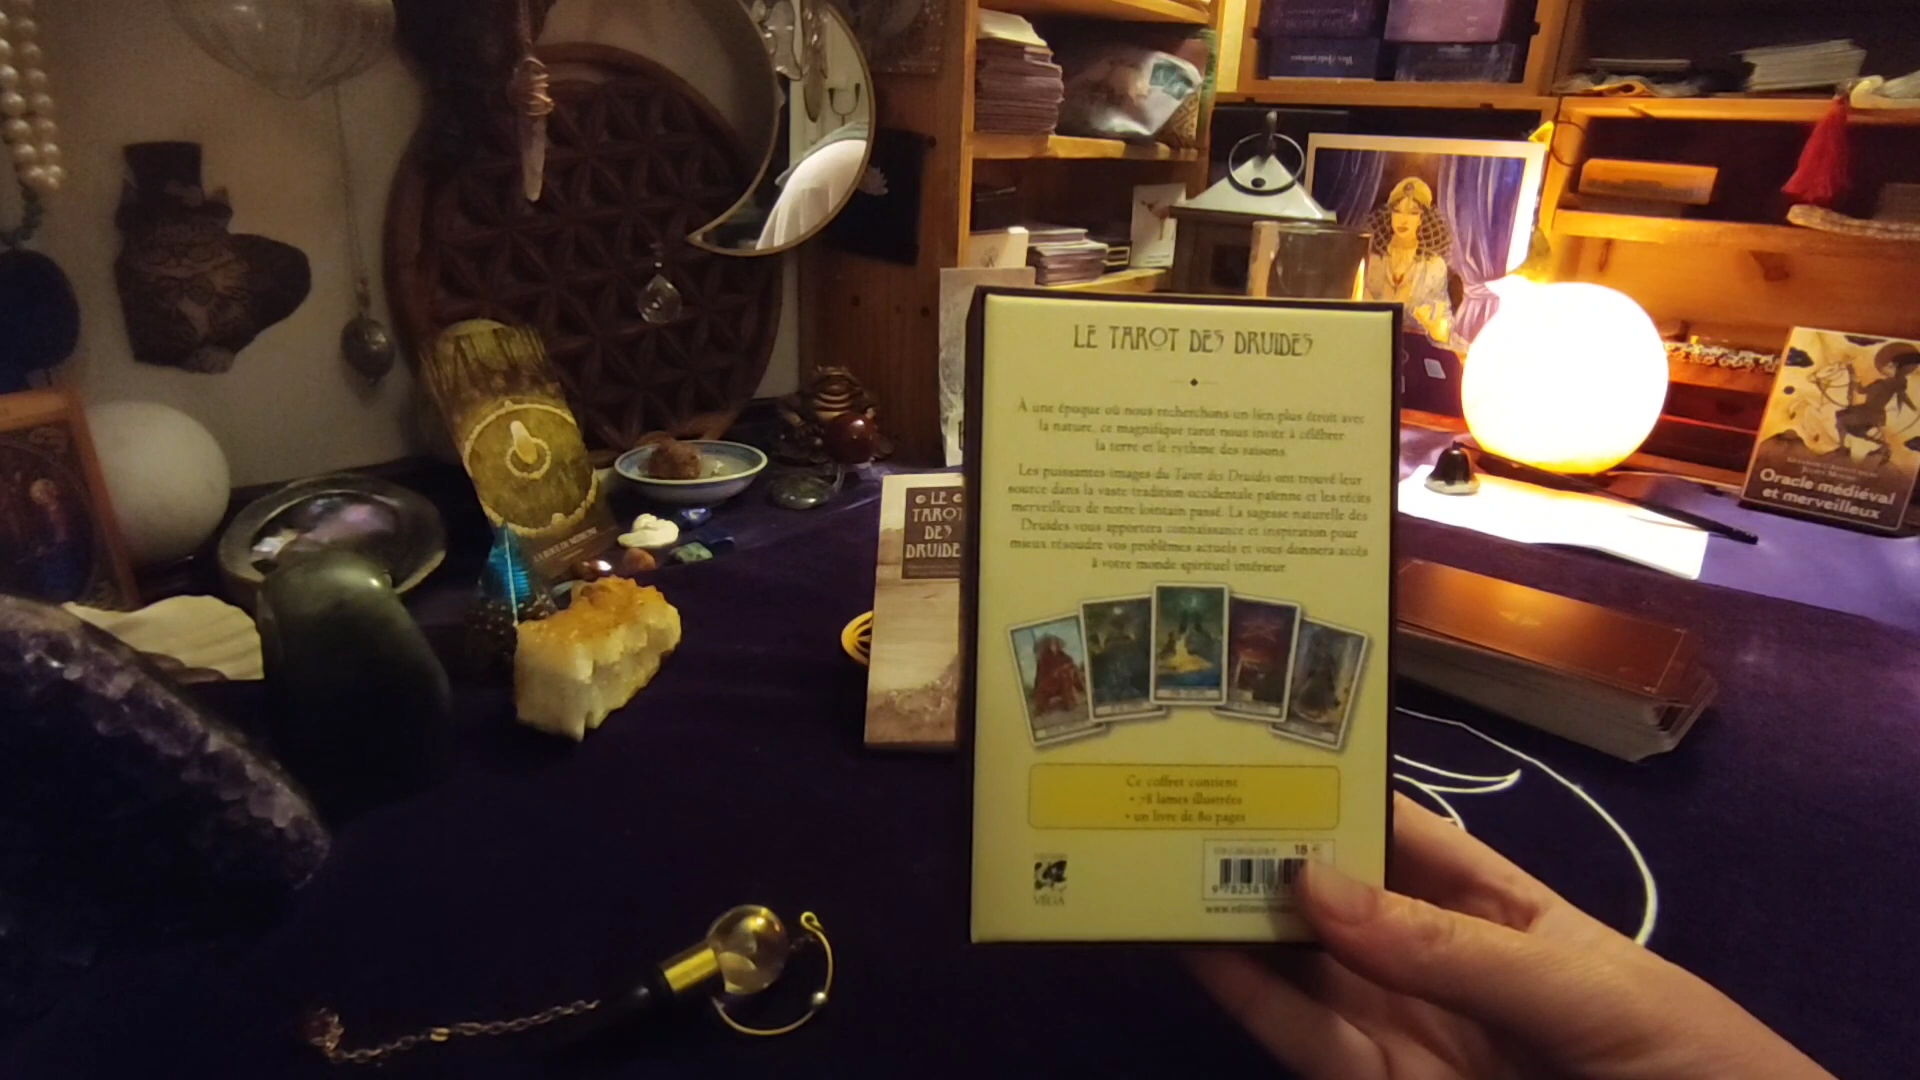 LE TAROT DES DRUIDES
À une époque où nous recherchons un lien plus étroit avec
la nature, ce magnifique tarot nous invite à célébrer
la terre et le rythme des saisons.
Les puissantes images du Tarot des Druides ont trouvé leur
source dans la vaste tradition occidentale païenne et les récits
merveilleux de notre lointain passé. La sagesse naturelle des
Druides vous apportera connaissance et inspiration pour
mieux résoudre vos problèmes actuels et vous donnera accès
à votre monde spirituel intérieur
Ce coffret contient
• 78 lames illustrées
• un livre de 80 pages
18 €
9 782381
VÉGA
LE
TAROT
DES
DRUIDE
Oracle médiéval
et merveilleux